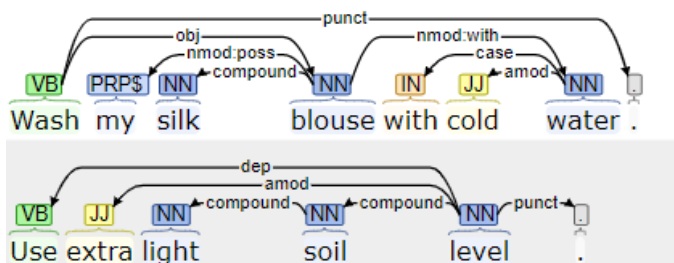 punct
obj nmod:with
nmod:poss compound case amod
VB PRP$ NN NN IN JJ NN .
Wash my silk blouse with cold water .
dep
amod
compound compound punct
VB JJ NN NN NN .
Use extra light soil level .